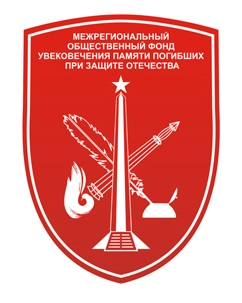 МЕЖРЕГИОНАЛЬНЫЙ
ОБЩЕСТВЕННЫЙ ФОНД
УВЕКОВЕЧЕНИЯ ПАМЯТИ ПОГИБШИХ
ПРИ ЗАЩИТЕ ОТЕЧЕСТВА